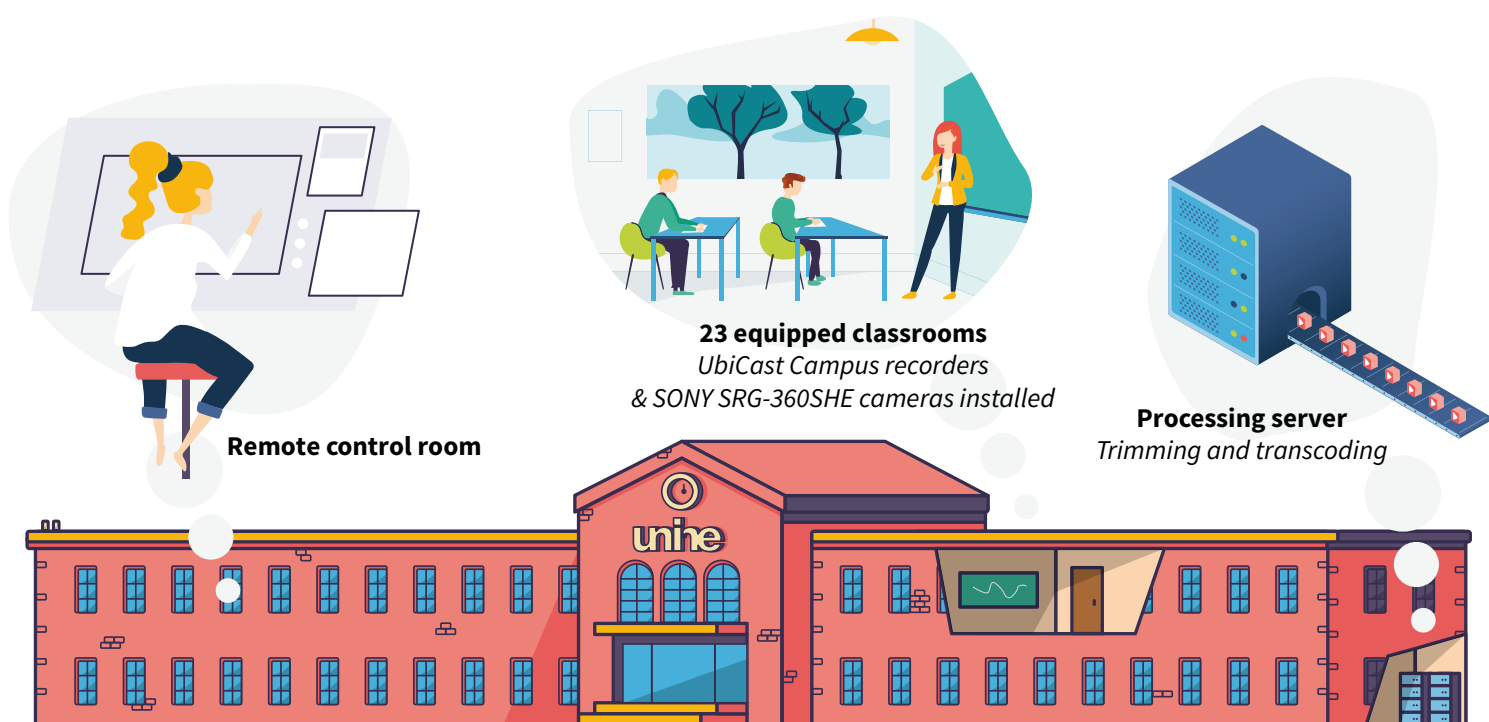 23 equipped classrooms
UbiCast Campus recorders
& SONY SRG-360SHE cameras installed
Processing server
Trimming and transcoding
Remote control room
unine